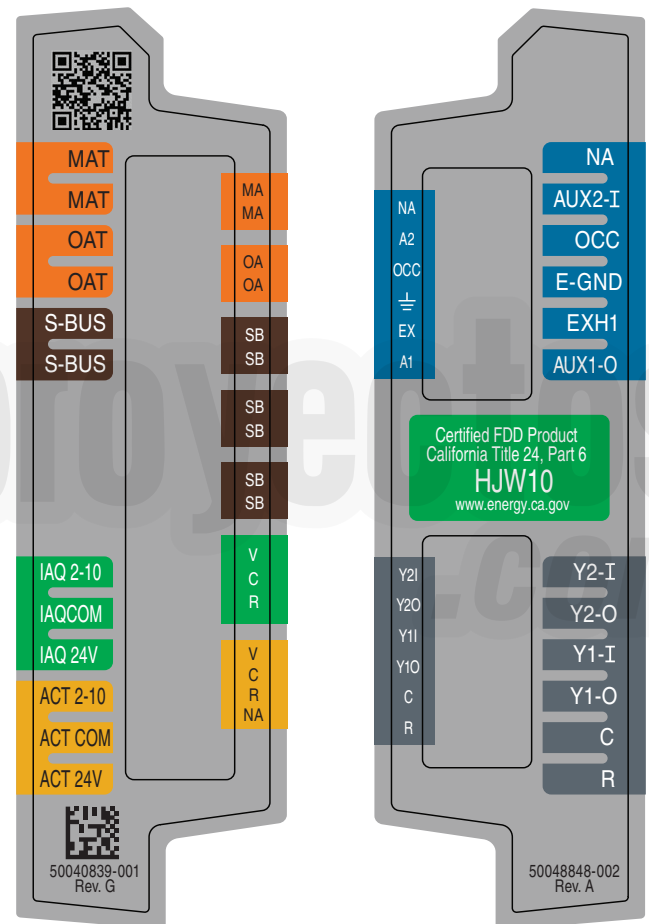 MAT
MAT
OAT
OAT
S-BUS
S-BUS
IAQ 2-10
IAQCOM
IAQ 24V
ACT 2-10
ACT COM
ACT 24V
50040839-001
Rev. G
MA
MA
OA
OA
SB
SB
SB
SB
SB
SB
V
C
R
V
C
R
NA
NA
A2
OCC
EX
A1
NA
AUX2-I
OCC
E-GND
EXH1
AUX1-O
Certified FDD Product
California Title 24, Part 6
HJW10
www.energy.ca.gov
Y2I
Y2O
Y1I
Y1O
C
R
Y2-I
Y2-O
Y1-I
Y1-O
C
R
50048848-002
Rev. A
proyectos
.co